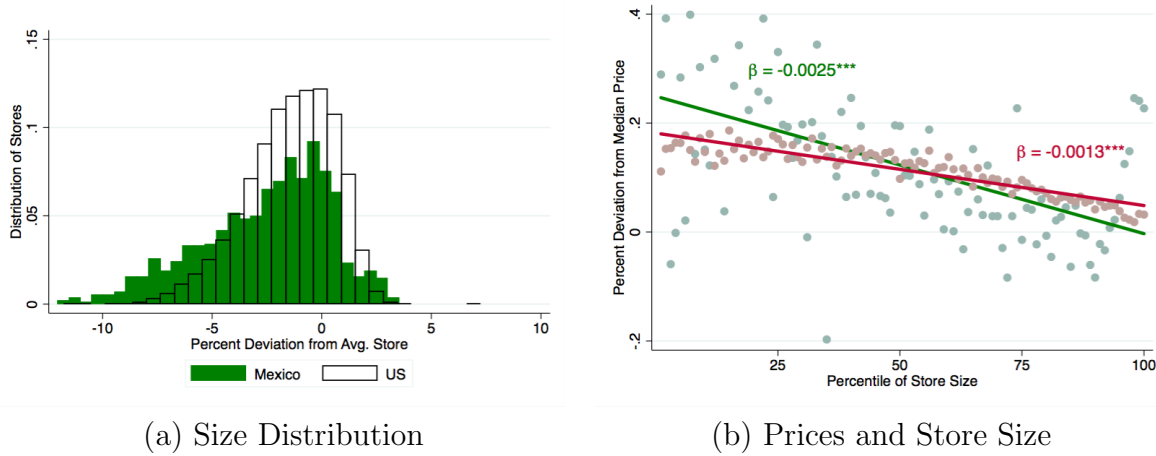 .15
.1
.05
0
Distribution of Stores
-10
-5
0
5
10
Percent Deviation from Avg. Store
Mexico
US
(a) Size Distribution
.4
.2
0
-.2
Percent Deviation from Median Price
β = -0.0025***
β = -0.0013***
25
50
75
100
Percentile of Store Size
(b) Prices and Store Size